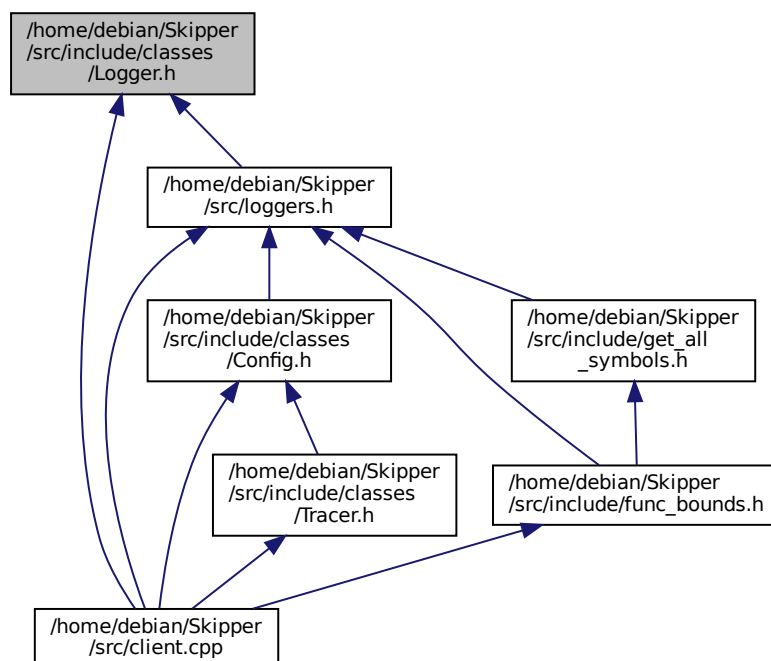 /home/debian/Skipper
/src/include/classes
/Logger.h
/home/debian/Skipper
/src/loggers.h
/home/debian/Skipper
/src/include/classes
/Config.h
/home/debian/Skipper
/src/include/get_all
_symbols.h
/home/debian/Skipper
/src/include/classes
/Tracer.h
/home/debian/Skipper
/src/include/func_bounds.h
/home/debian/Skipper
/src/client.cpp